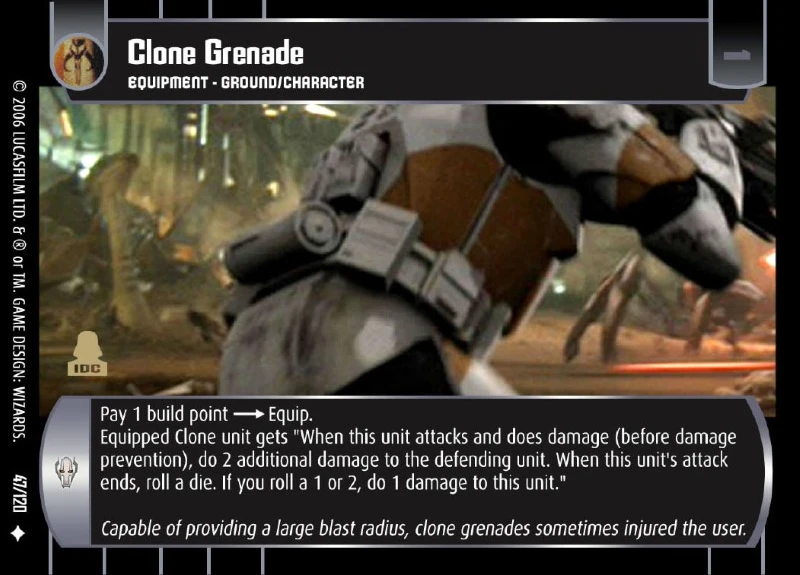 Clone Grenade
EQUIPMENT - GROUND/CHARACTER
1
IDC
Pay 1 build point → Equip.
Equipped Clone unit gets "When this unit attacks and does damage (before damage
prevention), do 2 additional damage to the defending unit. When this unit's attack
ends, roll a die. If you roll a 1 or 2, do 1 damage to this unit."
Capable of providing a large blast radius, clone grenades sometimes injured the user.
© 2006 LUCASFILM LTD. & ® or TM. GAME DESIGN: WIZARDS. 47/120